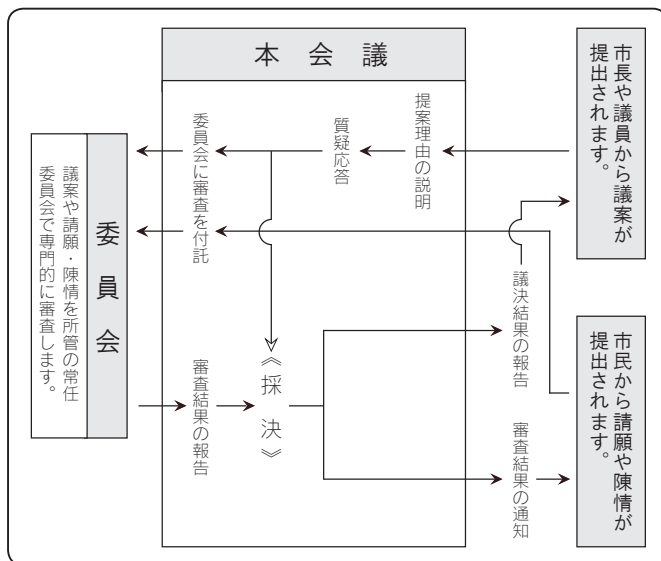 本会議
市長や議員から議案が
提出されます。
提案理由の説明
質疑応答
委員会に審査を付託
委員会
議案や請願・陳情を所管の常任
委員会で専門的に審査します。
審査結果の報告
《採決》
議決結果の報告
審査結果の通知
市民から請願や陳情が
提出されます。